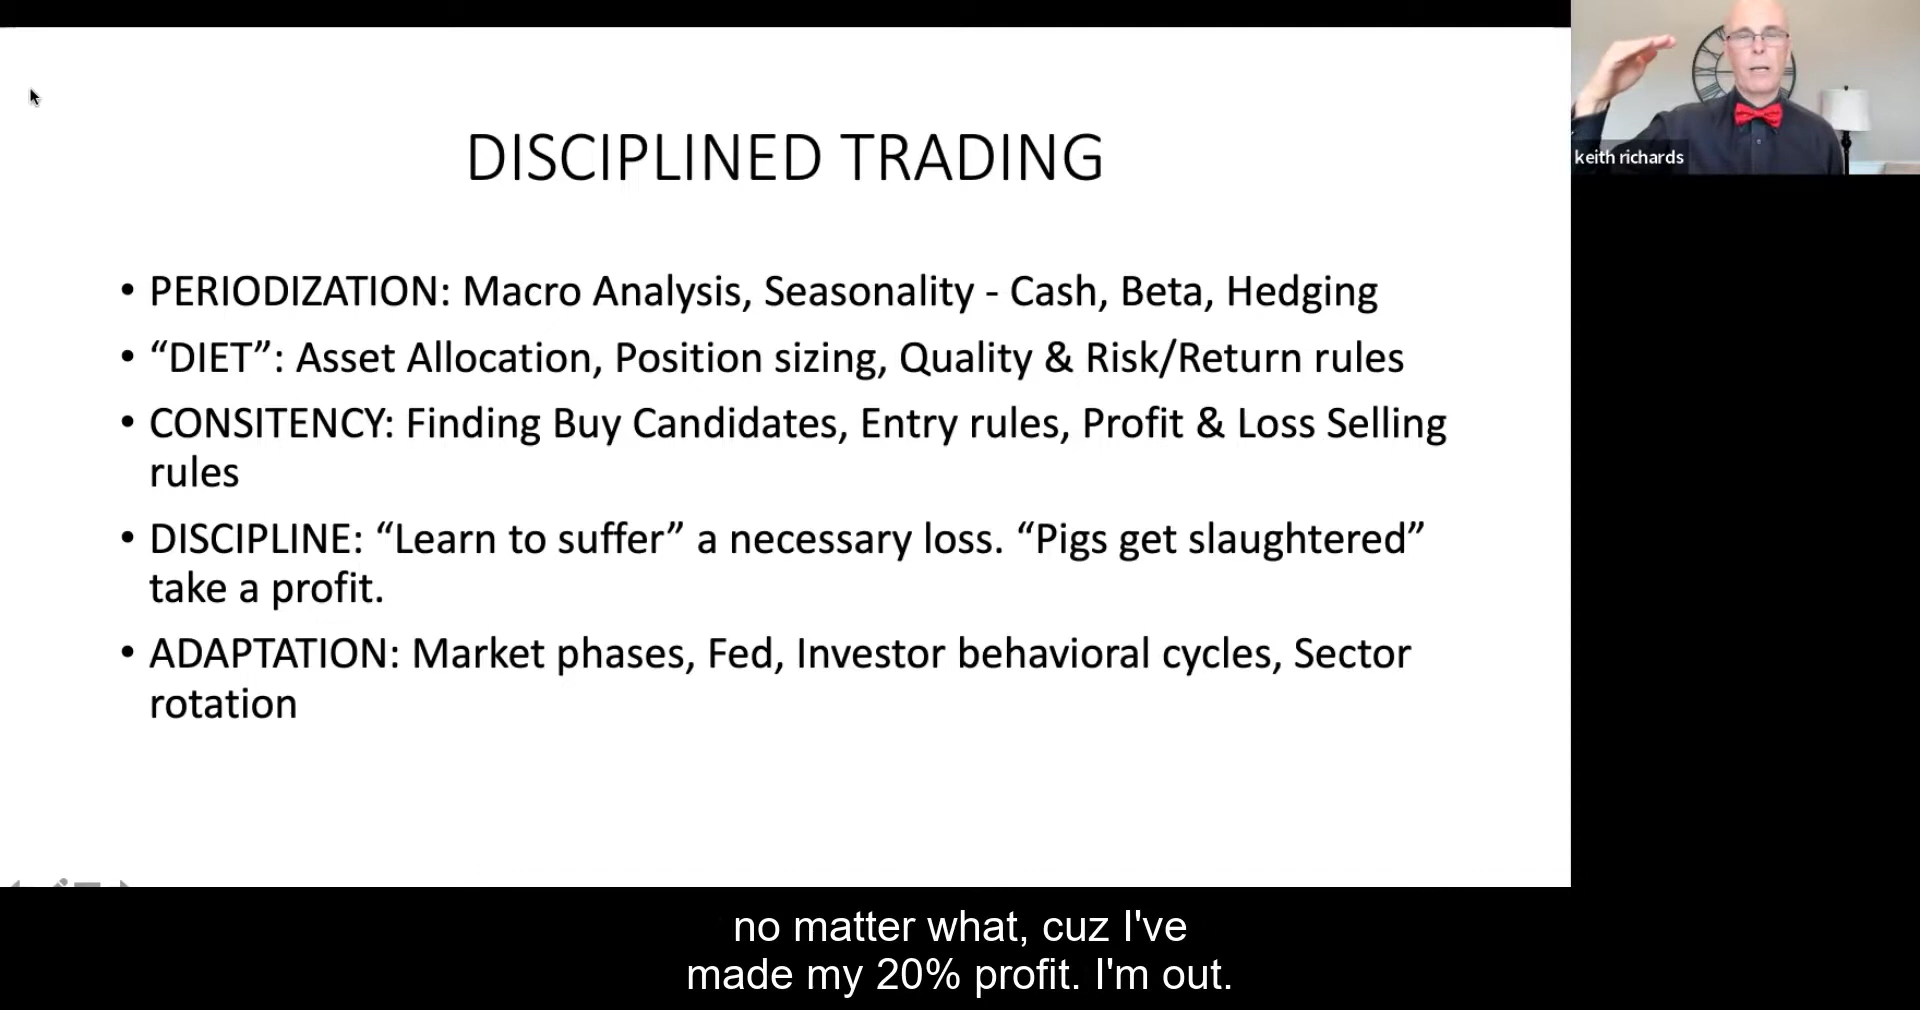 DISCIPLINED TRADING
• PERIODIZATION: Macro Analysis, Seasonality - Cash, Beta, Hedging
• “DIET”: Asset Allocation, Position sizing, Quality & Risk/Return rules
• CONSITENCY: Finding Buy Candidates, Entry rules, Profit & Loss Selling
rules
• DISCIPLINE: “Learn to suffer” a necessary loss. “Pigs get slaughtered”
take a profit.
• ADAPTATION: Market phases, Fed, Investor behavioral cycles, Sector
rotation
keith richards
no matter what, cuz I've
made my 20% profit. I'm out.